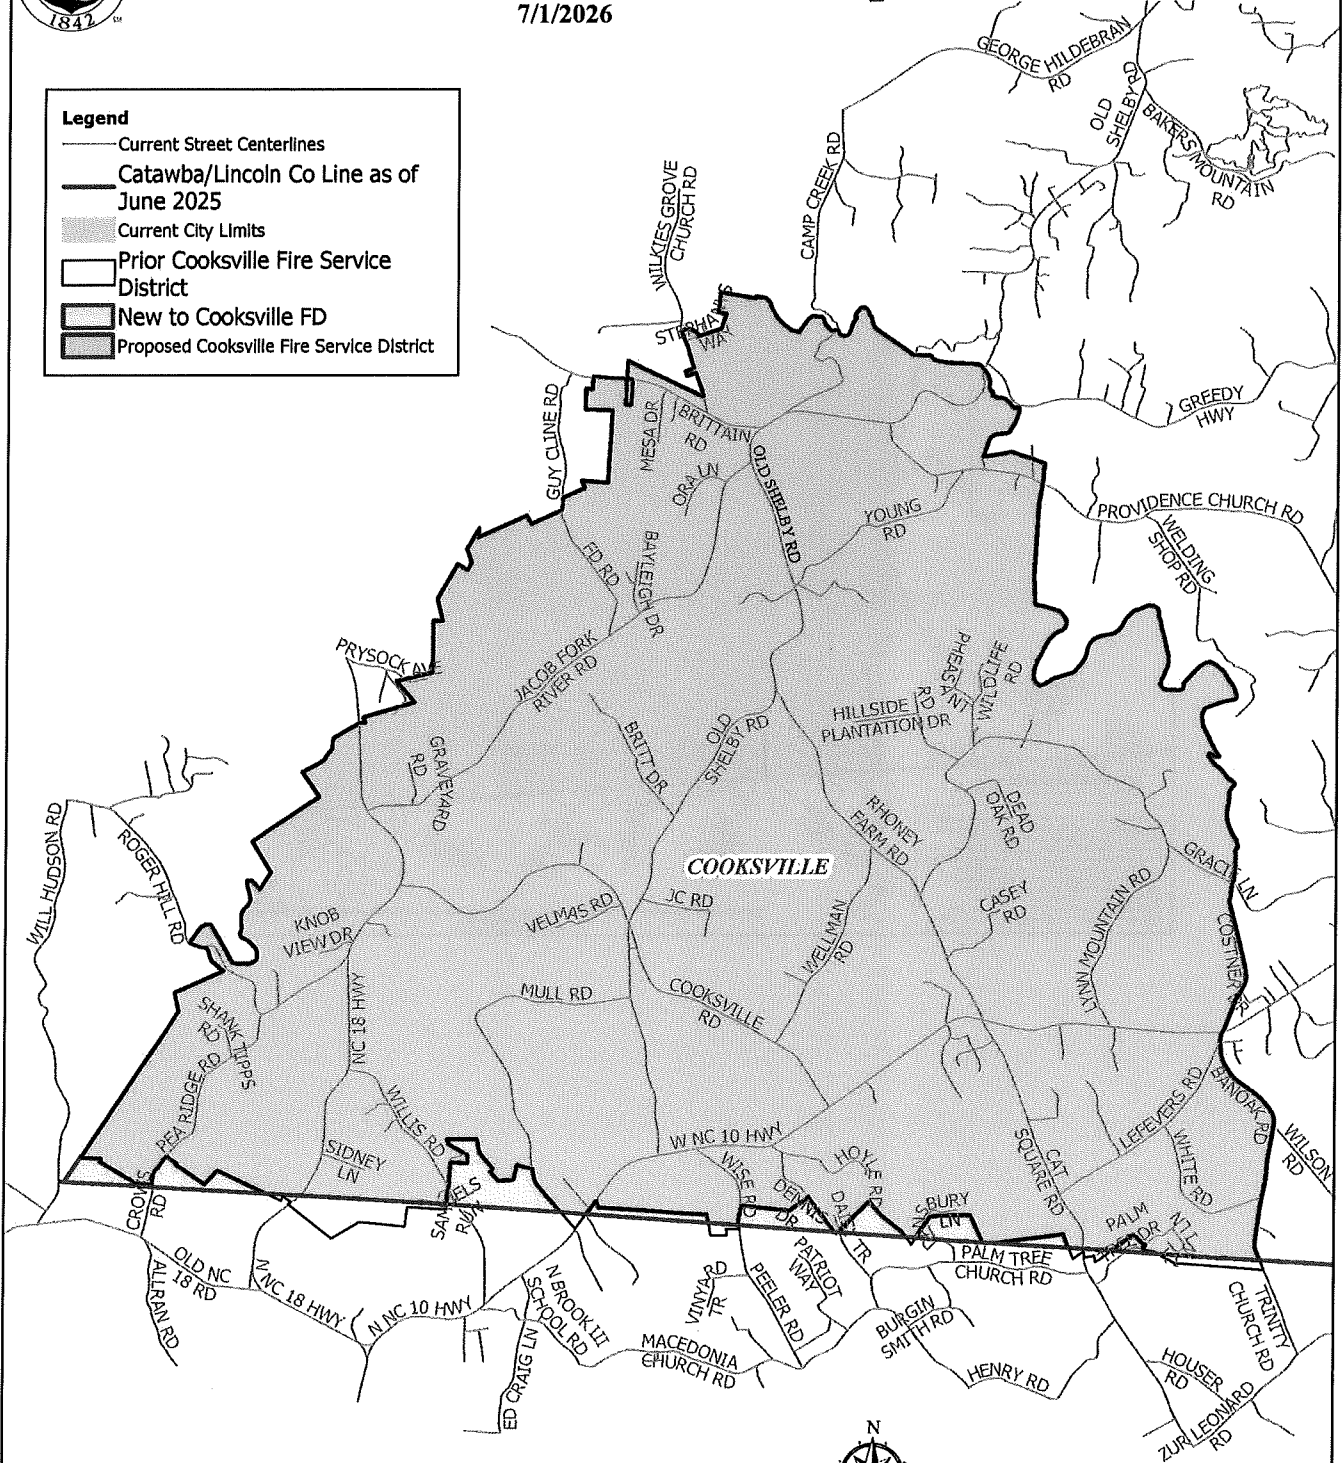 1842
SM
7/1/2026
Legend
Current Street Centerlines
Catawba/Lincoln Co Line as of
June 2025
Current City Limits
Prior Cooksville Fire Service
District
New to Cooksville FD
Proposed Cooksville Fire Service District
GEORGE HILDEBRAN
RD
OLD
SHELBY RD
BAKERS MOUNTAIN
RD
CAMP CREEK RD
WILKIES GROVE
CHURCH RD
WAY
GUY CLINE RD
MESA DR
BRITTAIN
RD
ORA LN
OLD SHELBY RD
YOUNG
RD
GREEDY
HWY
PROVIDENCE CHURCH RD
WELDING
SHOP RD
FD RD
BAYLEIGH DR
PRYSOCK AVE
JACOB FORK
RIVER RD
PHEASANT
RD
WILDLIFE
RD
HILLSIDE
PLANTATION DR
OLD
SHELBY RD
BRITT DR
GRAVEYARD
RD
WILL HUDSON RD
ROGER HILL RD
RHONEY
FARM RD
DEAD
OAK RD
COOKSVILLE
GRACIE LN
JC RD
VELMAS RD
CASEY
RD
KNOB
VIEW DR
WELLMAN
RD
LYNN MOUNTAIN RD
COSTNER DR
MULL RD
COOKSVILLE
RD
NC 18 HWY
SHANK TIPPS
RD
PEA RIDGE RD
WILLIS RD
SIDNEY
LN
W NC 10 HWY
WISE RD
HOYLE RD
DENNIS
DR
CAT
SQUARE RD
LEFEVERS RD
BANOAK RD
WHITE RD
WILSON
RD
BURY
LN
PALM
CROWS
RD
PALM TREE
CHURCH RD
PATRIOT
WAY
TR
OLD NC
18 RD
ALLRAN RD
N NC 18 HWY
N NC 10 HWY
N BROOK III
SCHOOL RD
ED CRAIG LN
VINYARD
TR
PEELER RD
MACEDONIA
CHURCH RD
BURGIN
SMITH RD
HENRY RD
TRINITY
CHURCH RD
HOUSER
RD
ZUR LEONARD
RD
N